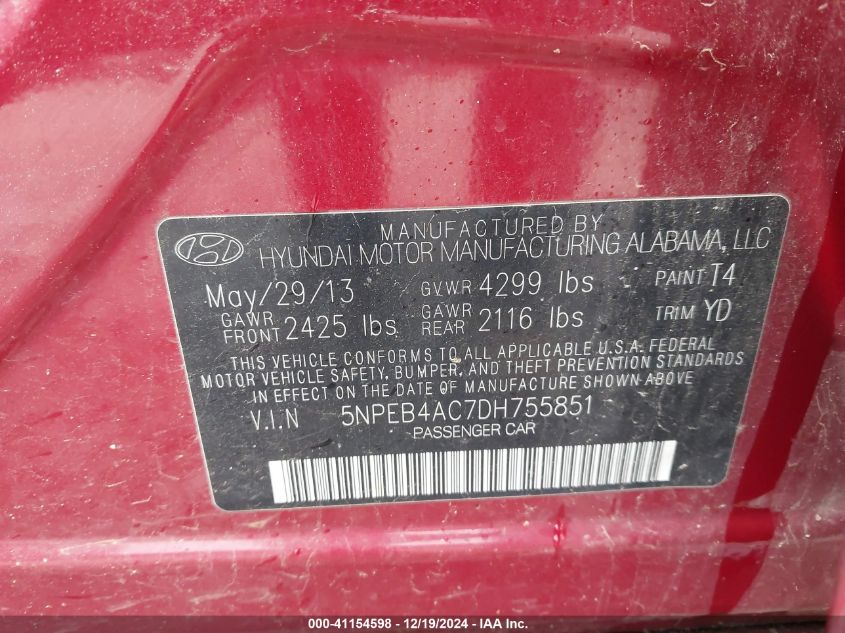 MANUFACTURED BY
HYUNDAI MOTOR MANUFACTURING ALABAMA, LLC
May/29/13 GVWR 4299 lbs PAINT T4
GAWR FRONT 2425 lbs GAWR REAR 2116 lbs TRIM YD
THIS VEHICLE CONFORMS TO ALL APPLICABLE U.S.A. FEDERAL
MOTOR VEHICLE SAFETY, BUMPER, AND THEFT PREVENTION STANDARDS
IN EFFECT ON THE DATE OF MANUFACTURE SHOWN ABOVE.
V.I.N 5NPEB4AC7DH755851
PASSENGER CAR
000-41154598 - 12/19/2024 - IAA Inc.